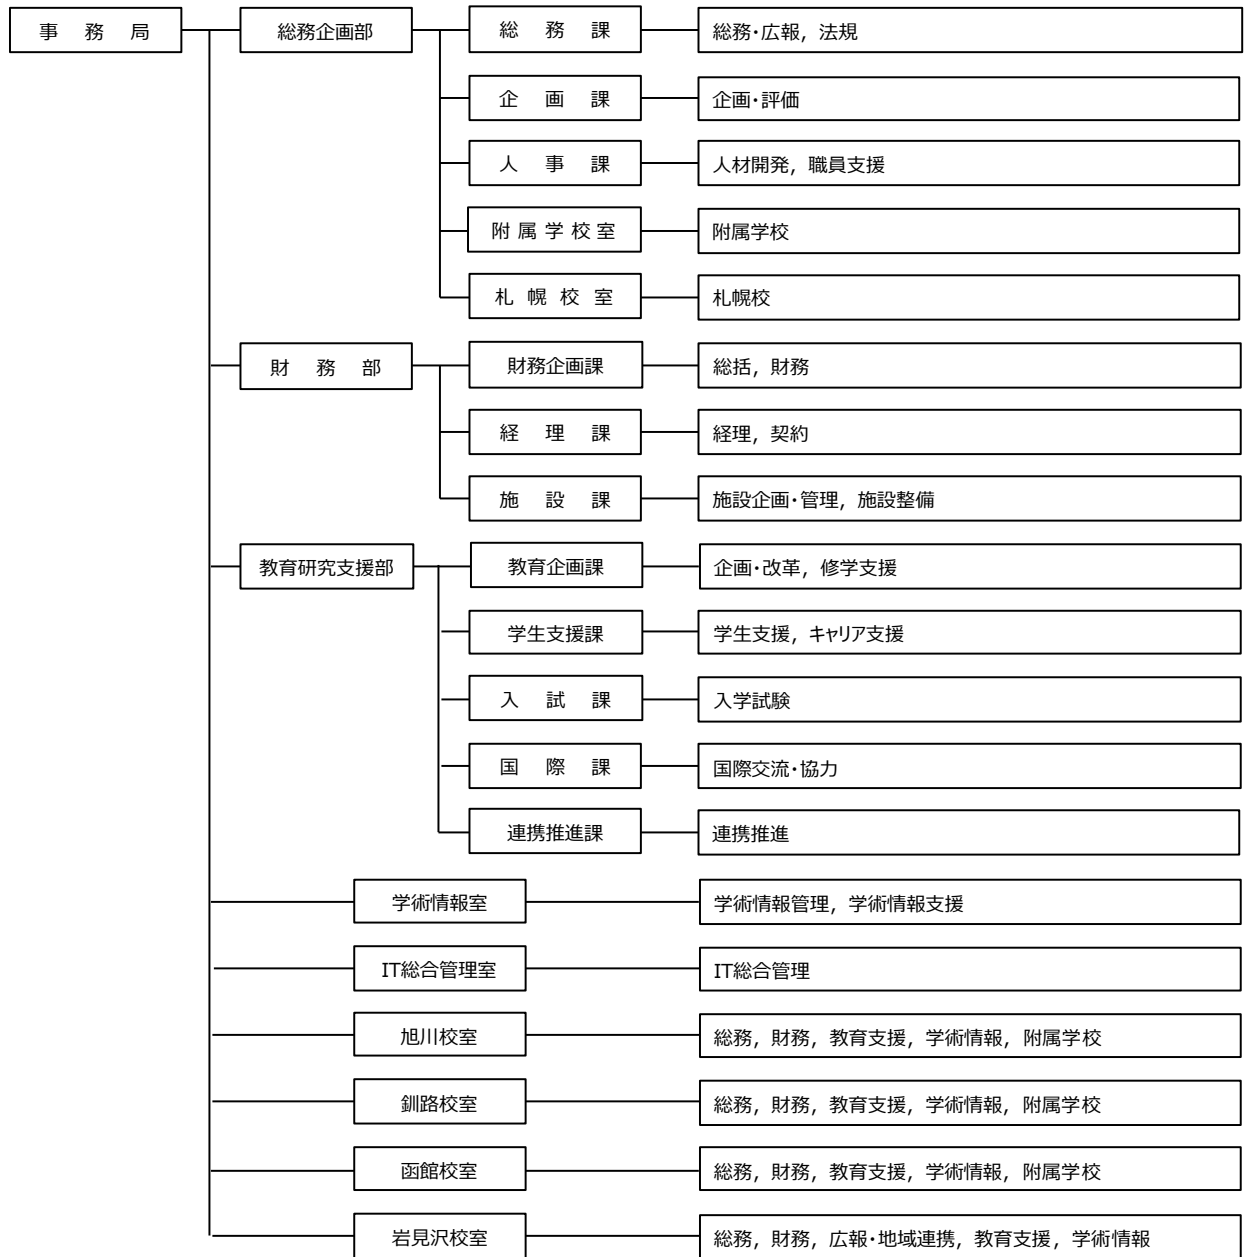 事 務 局 総務企画部 総 務 課 総務・広報，法規
企 画 課 企画・評価
人 事 課 人材開発，職員支援
附属学校室 附属学校
札 幌 校 室 札幌校
財 務 部 財務企画課 総括，財務
経 理 課 経理，契約
施 設 課 施設企画・管理，施設整備
教育研究支援部 教育企画課 企画・改革，修学支援
学生支援課 学生支援，キャリア支援
入 試 課 入学試験
国 際 課 国際交流・協力
連携推進課 連携推進
学術情報室 学術情報管理，学術情報支援
IT総合管理室 IT総合管理
旭川校室 総務，財務，教育支援，学術情報，附属学校
釧路校室 総務，財務，教育支援，学術情報，附属学校
函館校室 総務，財務，教育支援，学術情報，附属学校
岩見沢校室 総務，財務，広報・地域連携，教育支援，学術情報